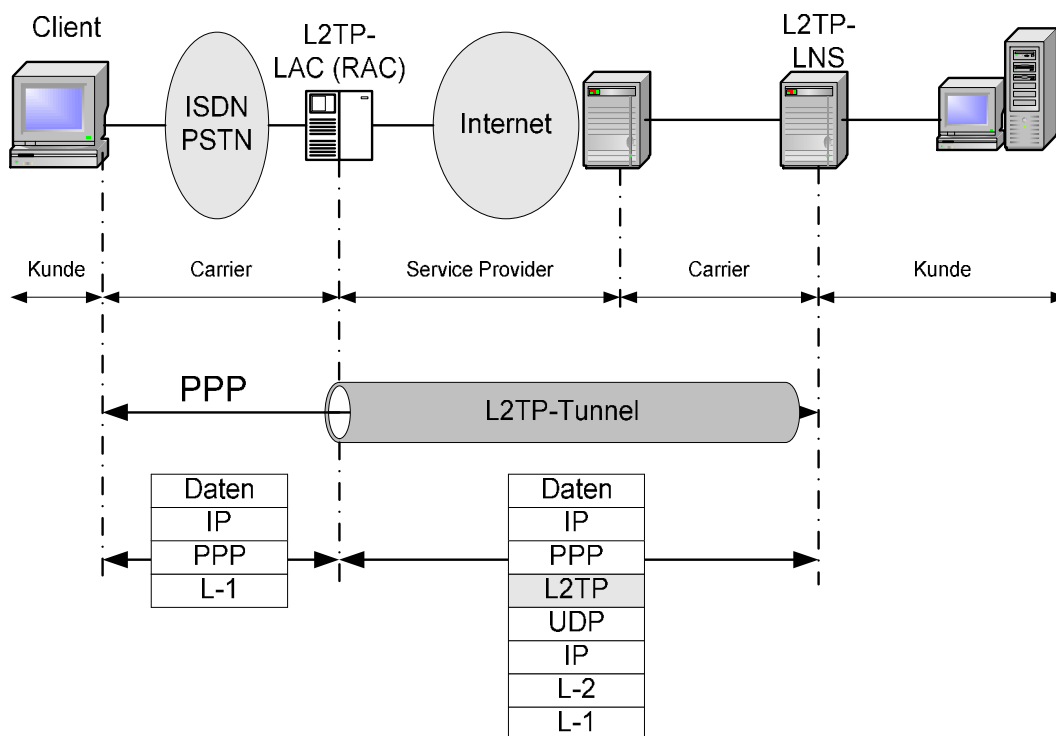 Client
L2TP-
LAC (RAC)
L2TP-
LNS
ISDN
PSTN
Internet
Kunde
Carrier
Service Provider
Carrier
Kunde
PPP
L2TP-Tunnel
Daten
IP
PPP
L-1
Daten
IP
PPP
L2TP
UDP
IP
L-2
L-1